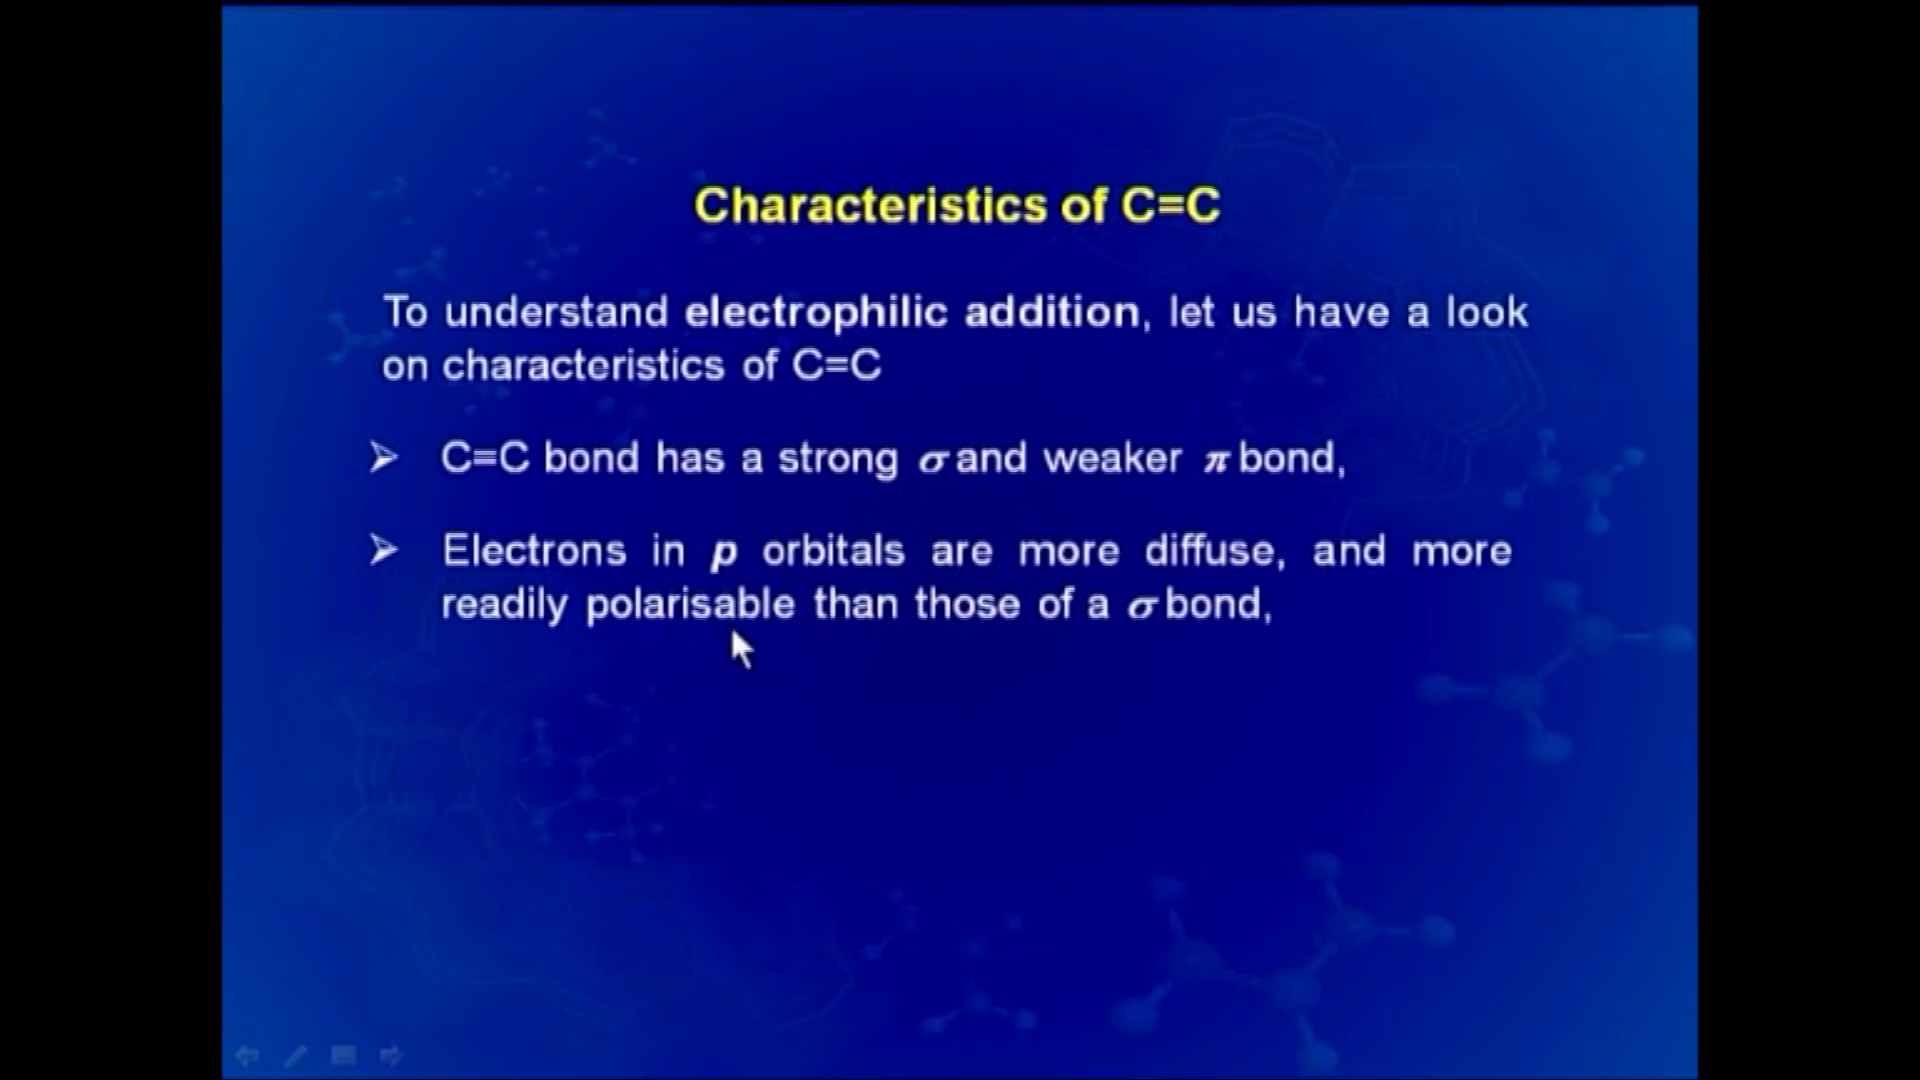 Characteristics of C≡C
To understand electrophilic addition, let us have a look
on characteristics of C=C
➢ C=C bond has a strong σ and weaker π bond,
➢ Electrons in p orbitals are more diffuse, and more
readily polarisable than those of a σ bond,